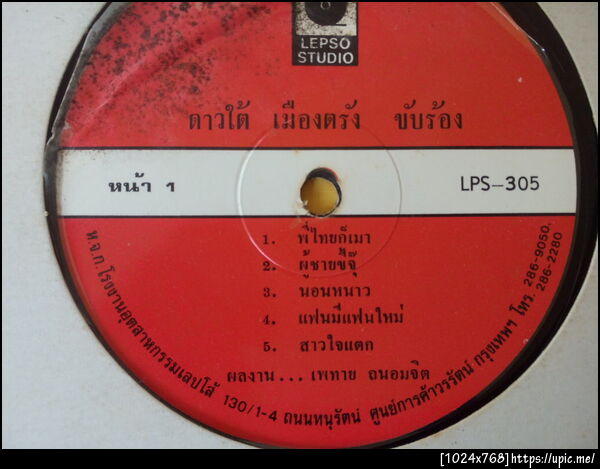 LEPSO
STUDIO
ดาวใต้ เมืองตรัง ขับร้อง
หน้า 1
LPS-305
1. พี่ไทยก็เมา
2. ผู้ชายขี้จุ๊
3. นอนหนาว
4. แฟนมีแฟนใหม่
5. สาวใจแตก
ผลงาน... เพทาย ถนอมจิต
ห.จ.ก.โรงงานอุตสาหกรรมเลปโส้ 130/1-4 ถนนหนุรัตน์ ศูนย์การค้าวรรัตน์ กรุงเทพฯ โทร. 286-9050,
286-2280
[1024x768]https://upic.me/